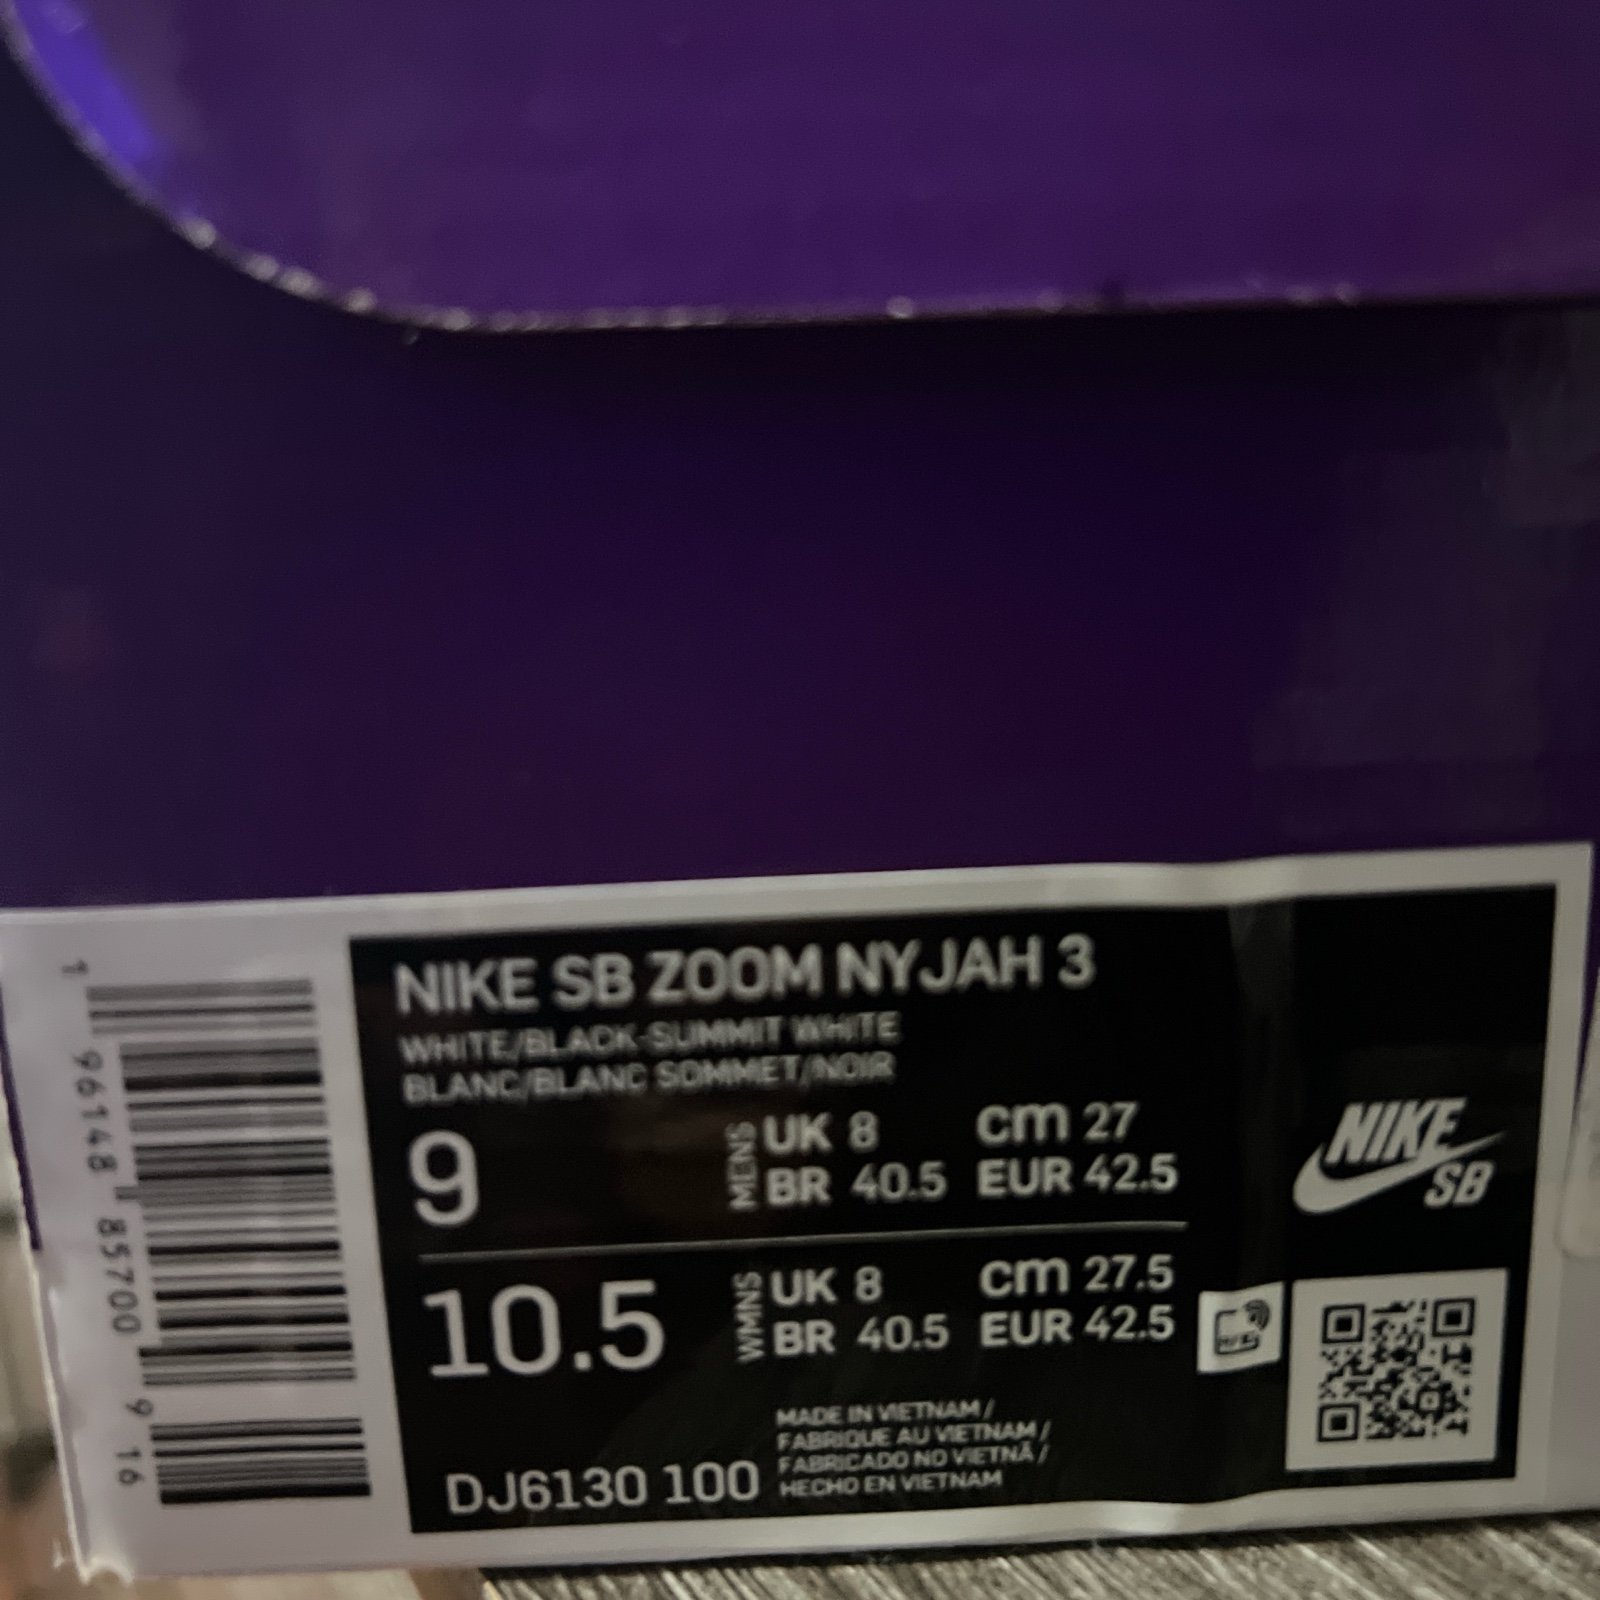 NIKE SB ZOOM NYJAH 3
WHITE/BLACK-SUMMIT WHITE
BLANC/BLANC SOMMET/NOIR
9
MENS
UK 8 cm 27
BR 40.5 EUR 42.5
10.5
WMNS
UK 8 cm 27.5
BR 40.5 EUR 42.5
DJ6130 100
MADE IN VIETNAM /
FABRIQUE AU VIETNAM /
FABRICADO NO VIETNÃ /
HECHO EN VIETNAM
NIKE
SB
1 96148 85700 9 16